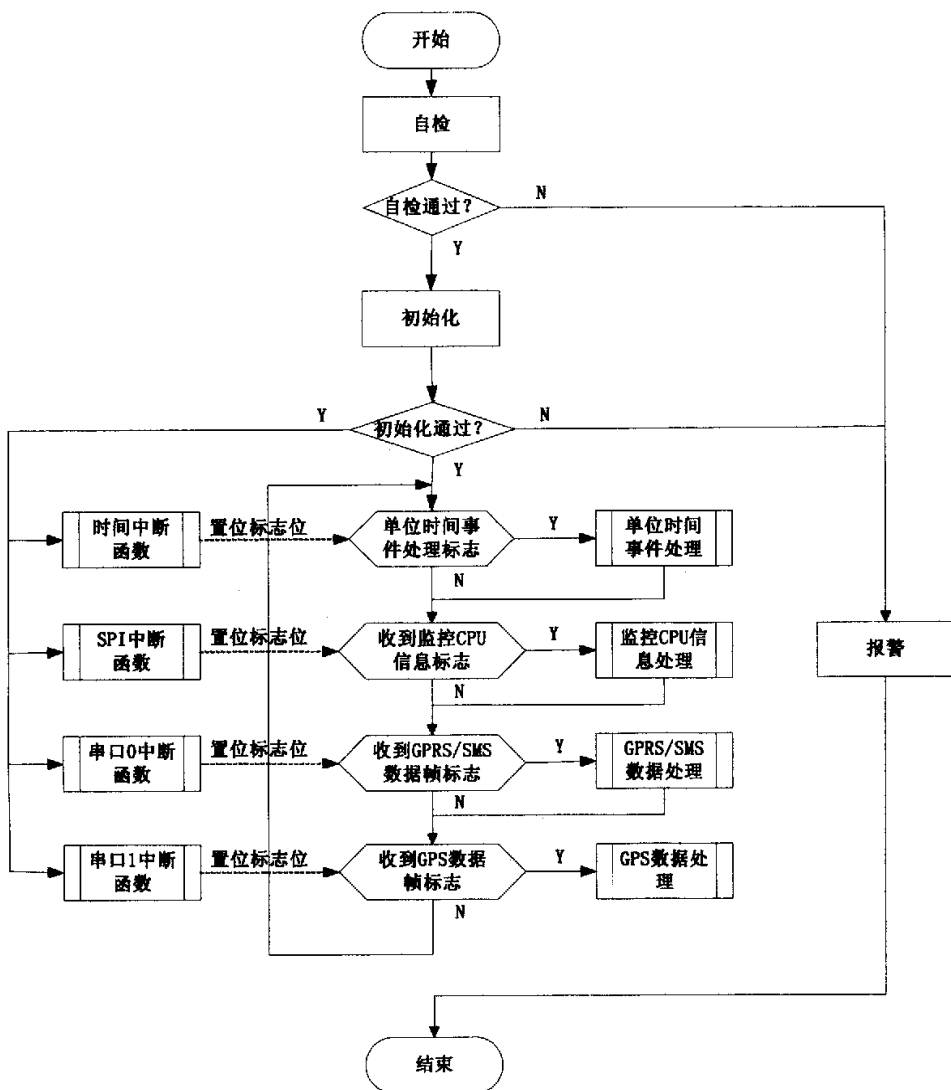 开始
自检
自检通过？
N
Y
初始化
Y
初始化通过？
N
Y
时间中断
函数
置位标志位
单位时间事
件处理标志
Y
单位时间
事件处理
N
SPI中断
函数
置位标志位
收到监控CPU
信息标志
Y
监控CPU信
息处理
报警
N
串口0中断
函数
置位标志位
收到GPRS/SMS
数据帧标志
Y
GPRS/SMS
数据处理
N
串口1中断
函数
置位标志位
收到GPS数据
帧标志
Y
GPS数据处
理
N
结束